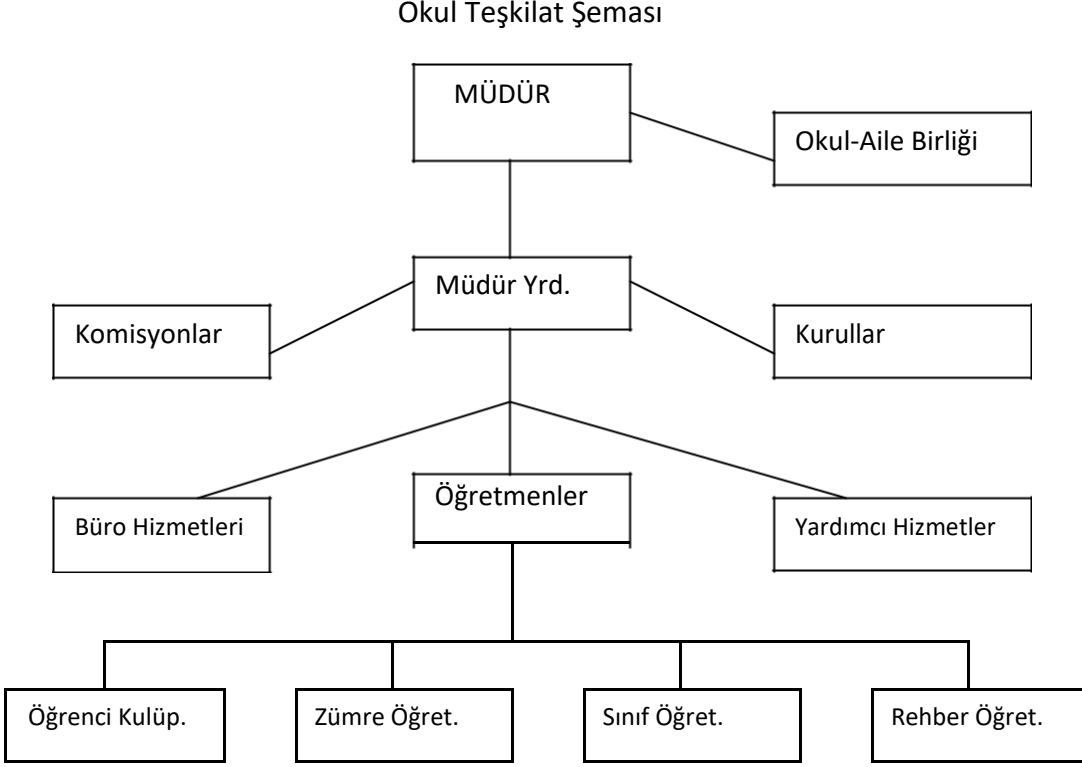 Okul Teşkilat Şeması
MÜDÜR
Okul-Aile Birliği
Müdür Yrd.
Komisyonlar
Kurullar
Öğretmenler
Büro Hizmetleri
Yardımcı Hizmetler
Öğrenci Kulüp.
Zümre Öğret.
Sınıf Öğret.
Rehber Öğret.